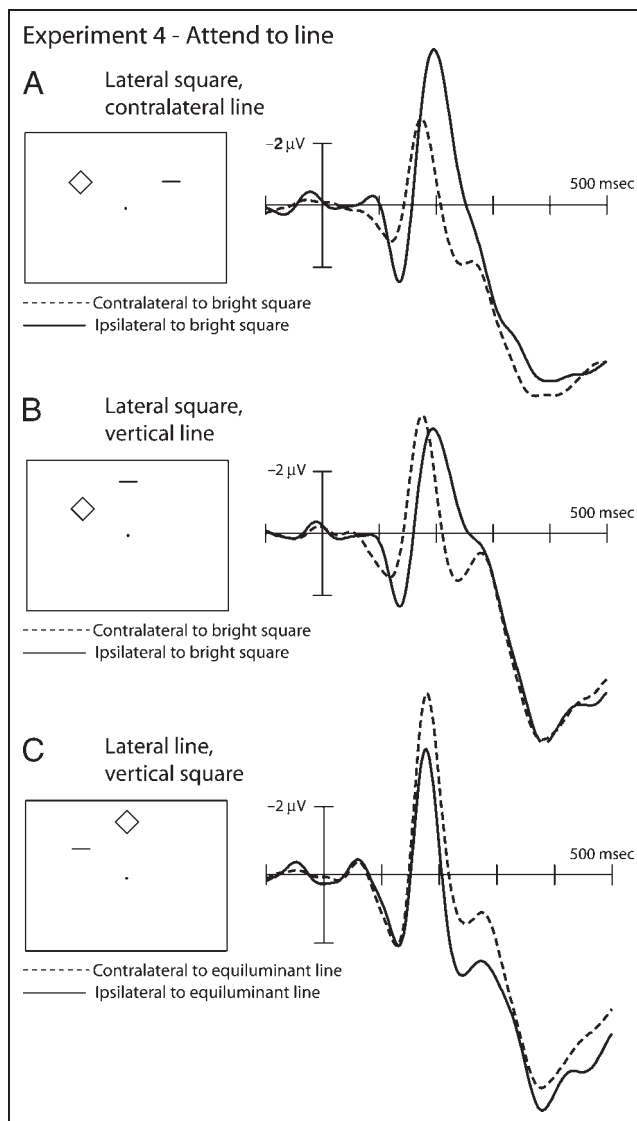 Experiment 4 - Attend to line
A
Lateral square,
contralateral line
−2 μV
500 msec
Contralateral to bright square
Ipsilateral to bright square
B
Lateral square,
vertical line
−2 μV
500 msec
Contralateral to bright square
Ipsilateral to bright square
C
Lateral line,
vertical square
−2 μV
500 msec
Contralateral to equiluminant line
Ipsilateral to equiluminant line